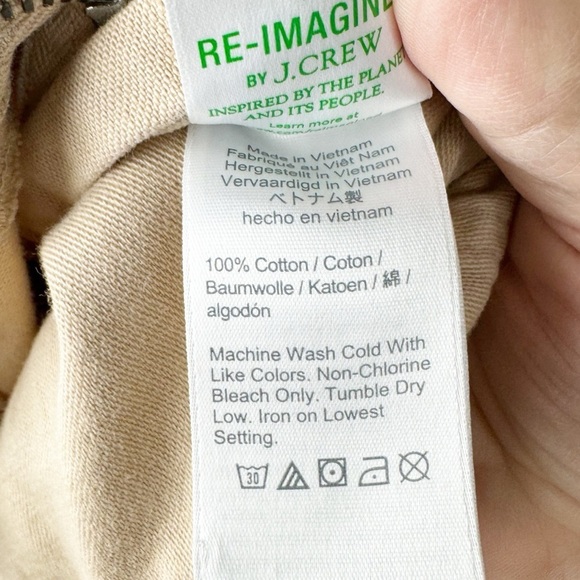 RE-IMAGINE
BY J.CREW
INSPIRED BY THE PLANET
AND ITS PEOPLE.
Learn more at
Made in Vietnam
Fabriqué au Viêt Nam
Hergestellt in Vietnam
Vervaardigd in Vietnam
ベトナム製
hecho en vietnam
100% Cotton / Coton /
Baumwolle / Katoen / 綿 /
algodón
Machine Wash Cold With
Like Colors. Non-Chlorine
Bleach Only. Tumble Dry
Low. Iron on Lowest
Setting.
30